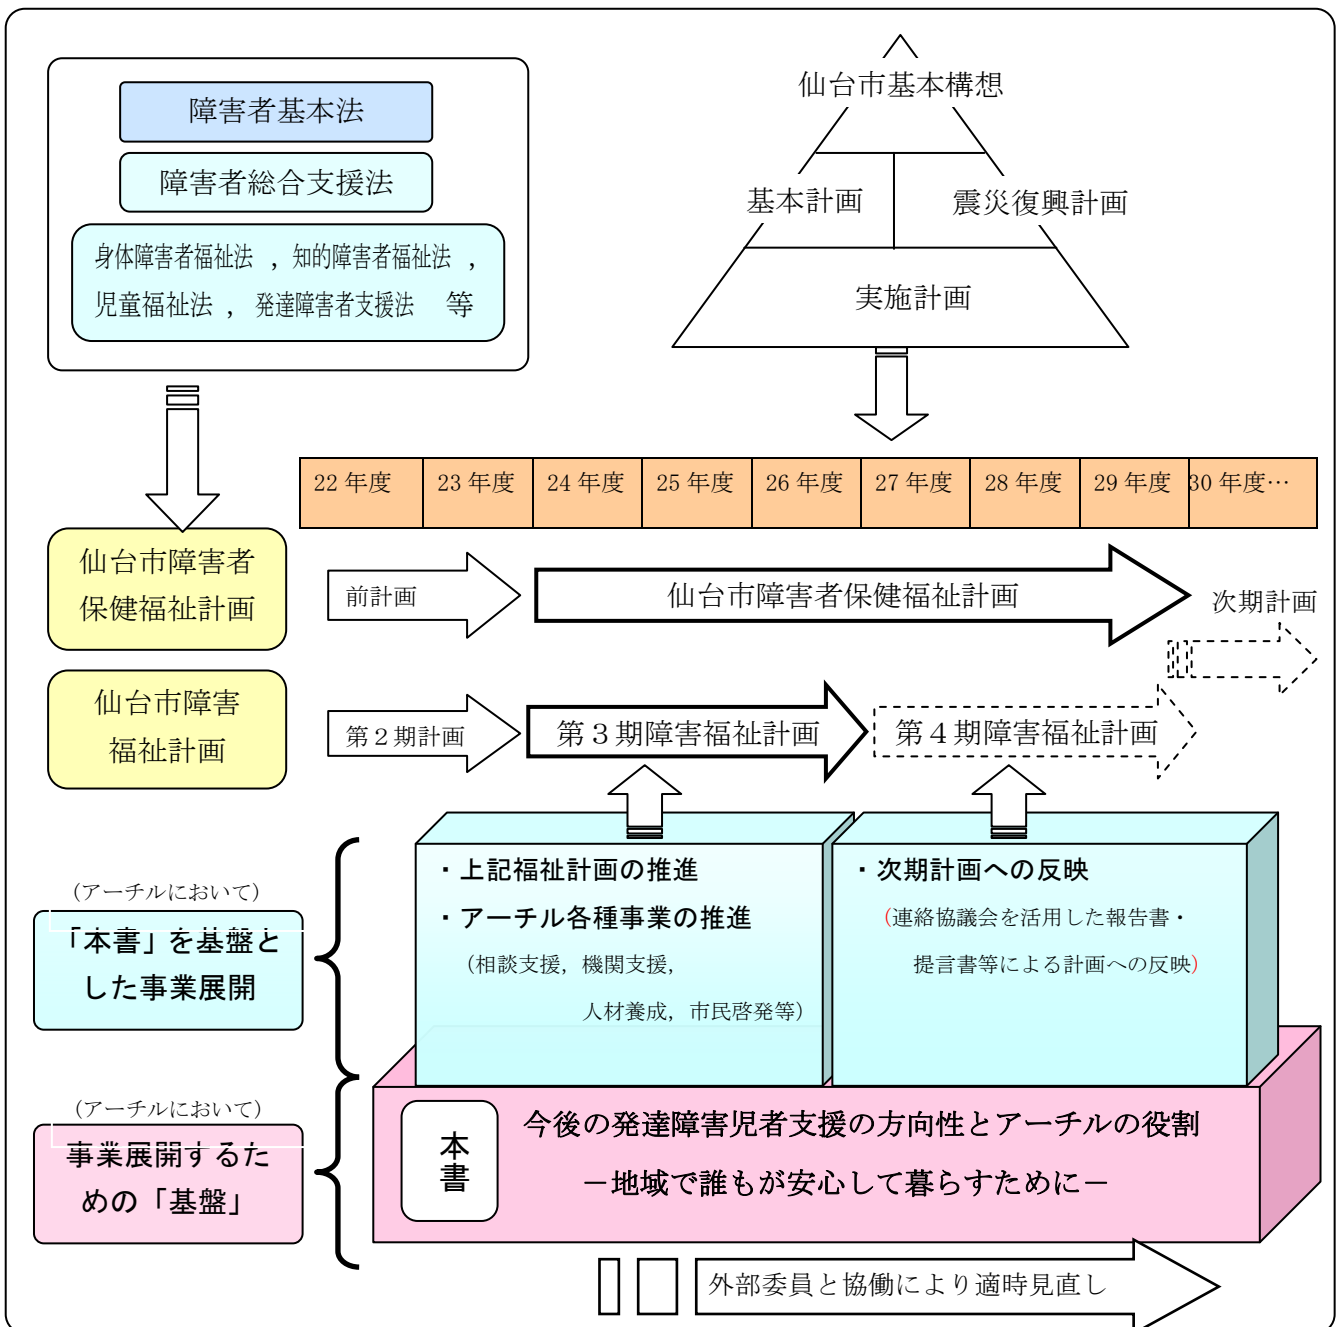 障害者基本法
障害者総合支援法
身体障害者福祉法 , 知的障害者福祉法 ,
児童福祉法 , 発達障害者支援法 等
仙台市基本構想
基本計画
震災復興計画
実施計画
22 年度 23 年度 24 年度 25 年度 26 年度 27 年度 28 年度 29 年度 30 年度…
仙台市障害者
保健福祉計画
前計画
仙台市障害者保健福祉計画
次期計画
仙台市障害
福祉計画
第2期計画
第3期障害福祉計画
第4期障害福祉計画
(アーチルにおいて)
「本書」を基盤と
した事業展開
・上記福祉計画の推進
・アーチル各種事業の推進
(相談支援, 機関支援,
人材養成, 市民啓発等)
・次期計画への反映
(連絡協議会を活用した報告書・
提言書等による計画への反映)
(アーチルにおいて)
事業展開するた
めの「基盤」
本書
今後の発達障害児者支援の方向性とアーチルの役割
－地域で誰もが安心して暮らすために－
外部委員と協働により適時見直し